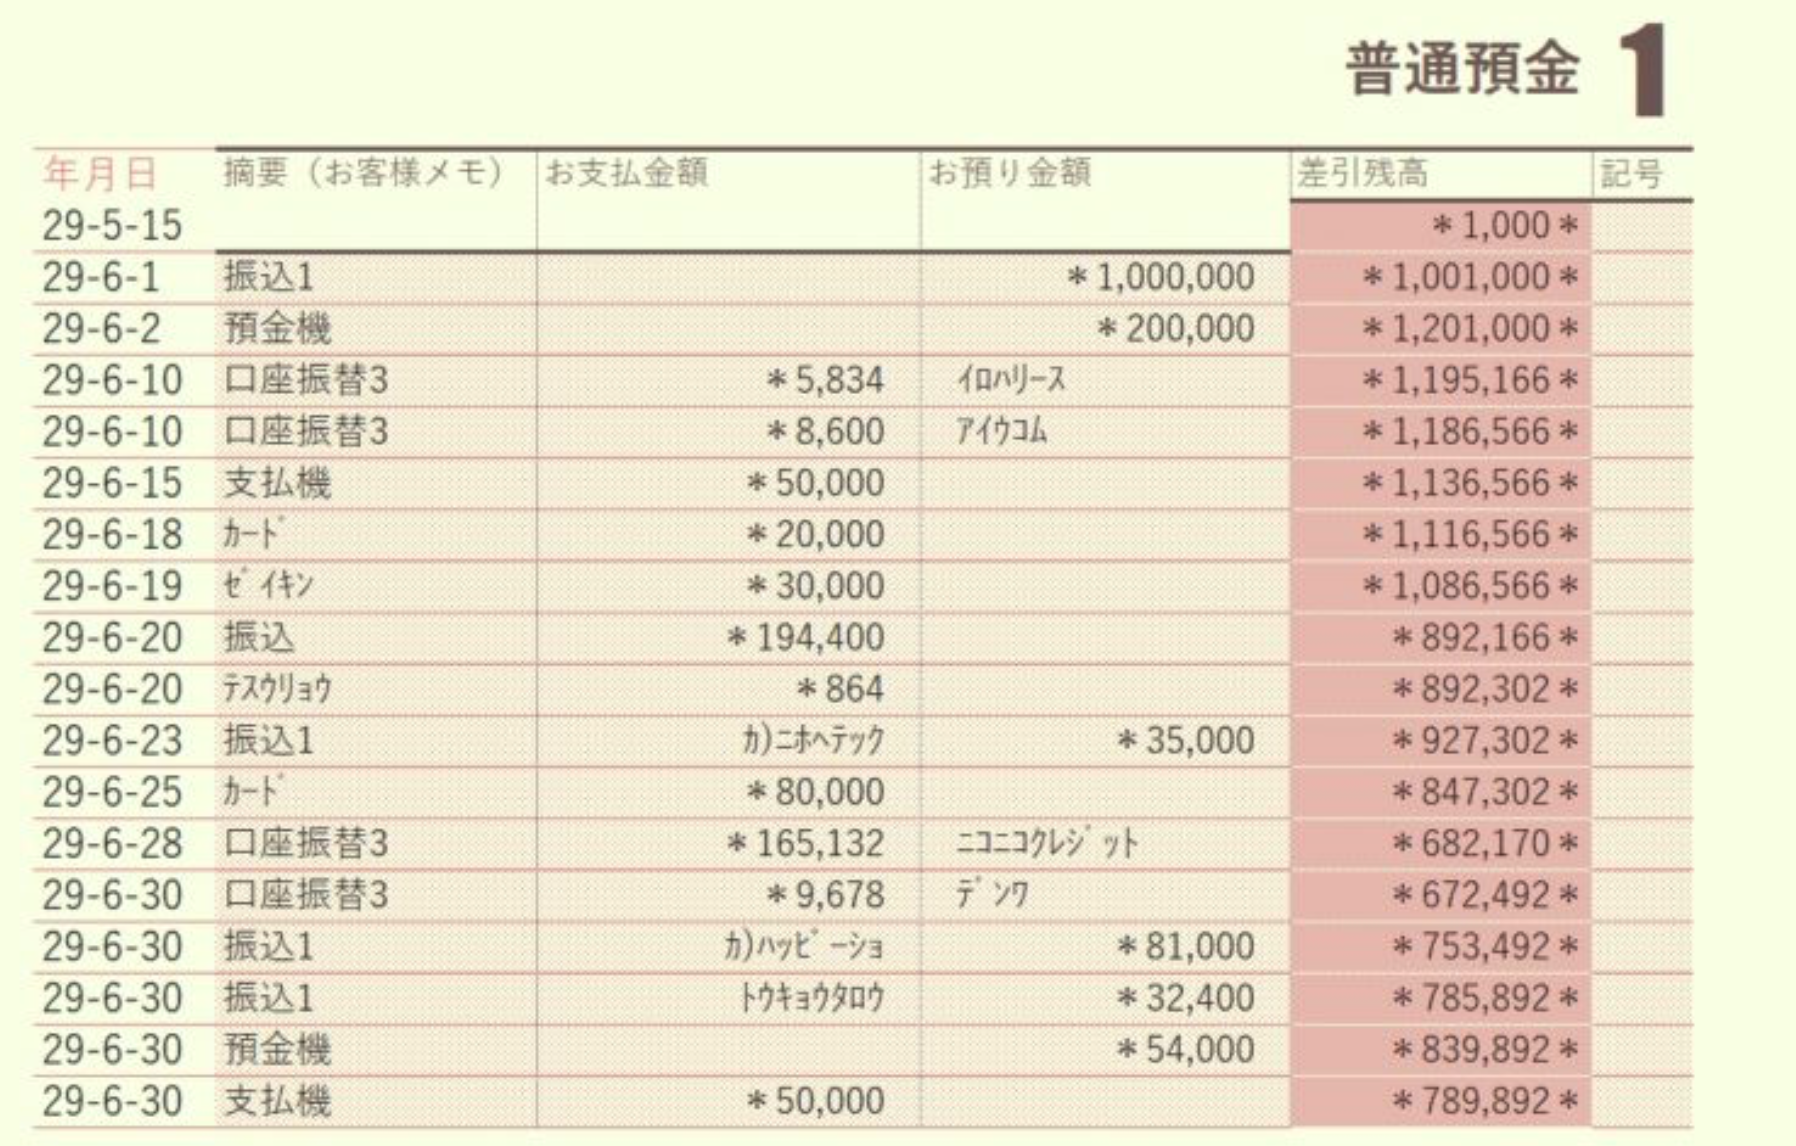 普通預金 1
年月日 摘要（お客様メモ） お支払金額 お預り金額 差引残高 記号
29-5-15 *1,000*
29-6-1 振込1 *1,000,000 *1,001,000*
29-6-2 預金機 *200,000 *1,201,000*
29-6-10 口座振替3 *5,834 ｲﾛﾊﾘｰｽ *1,195,166*
29-6-10 口座振替3 *8,600 ｱｲｳｺﾑ *1,186,566*
29-6-15 支払機 *50,000 *1,136,566*
29-6-18 ｶｰﾄﾞ *20,000 *1,116,566*
29-6-19 ｾﾞｲｷﾝ *30,000 *1,086,566*
29-6-20 振込 *194,400 *892,166*
29-6-20 ﾃｽｳﾘｮｳ *864 *892,302*
29-6-23 振込1 ｶ)ﾆﾎﾍﾃｯｸ *35,000 *927,302*
29-6-25 ｶｰﾄﾞ *80,000 *847,302*
29-6-28 口座振替3 *165,132 ﾆｺﾆｺｸﾚｼﾞｯﾄ *682,170*
29-6-30 口座振替3 *9,678 ﾃﾞﾝﾜ *672,492*
29-6-30 振込1 ｶ)ﾊｯﾋﾟｰｼｮ *81,000 *753,492*
29-6-30 振込1 ﾄｳｷｮｳﾀﾛｳ *32,400 *785,892*
29-6-30 預金機 *54,000 *839,892*
29-6-30 支払機 *50,000 *789,892*